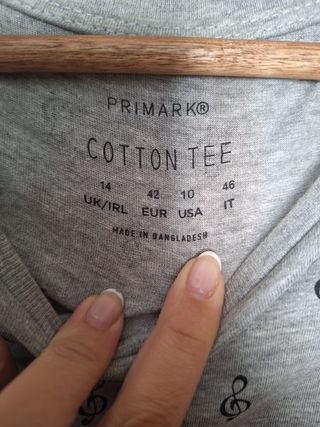 PRIMARK®
COTTON TEE
14 42 10 46
UK/IRL EUR USA IT
MADE IN BANGLADESH